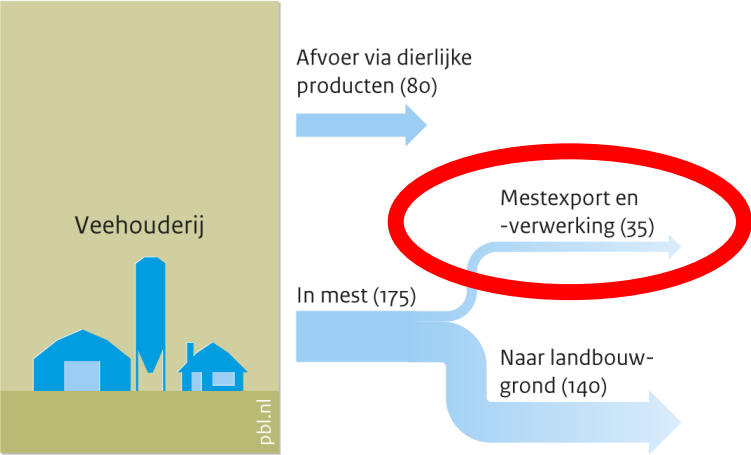 Afvoer via dierlijke
producten (80)
Mestexport en
-verwerking (35)
Veehouderij
In mest (175)
Naar landbouw-
grond (140)
pbl.nl